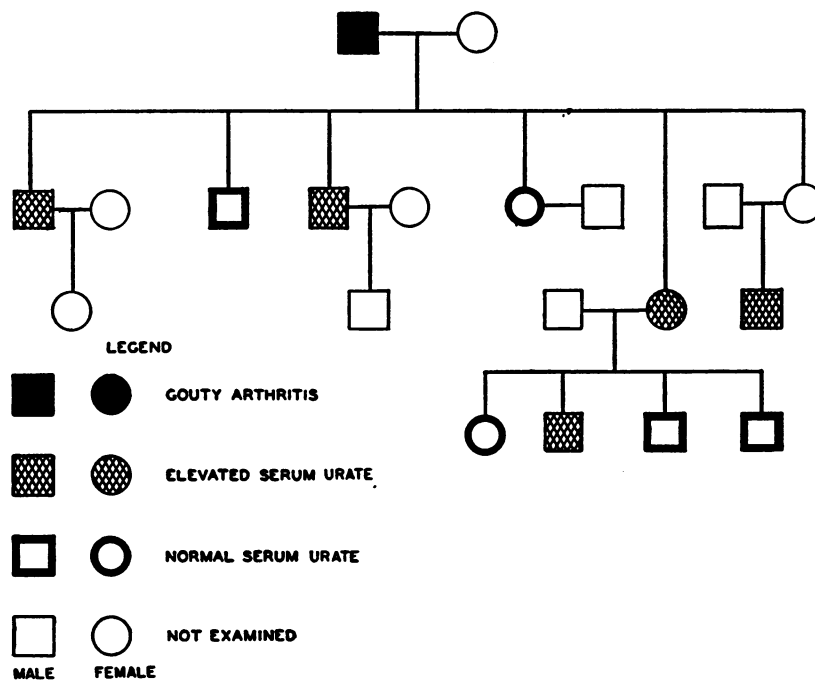 LEGEND
GOUTY ARTHRITIS
ELEVATED SERUM URATE
NORMAL SERUM URATE
NOT EXAMINED
MALE FEMALE